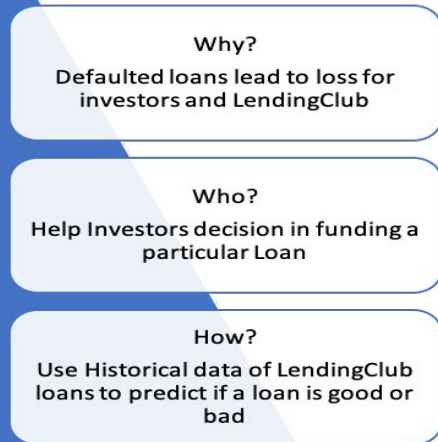 Why?
Defaulted loans lead to loss for
investors and LendingClub
Who?
Help Investors decision in funding a
particular Loan
How?
Use Historical data of LendingClub
loans to predict if a loan is good or
bad